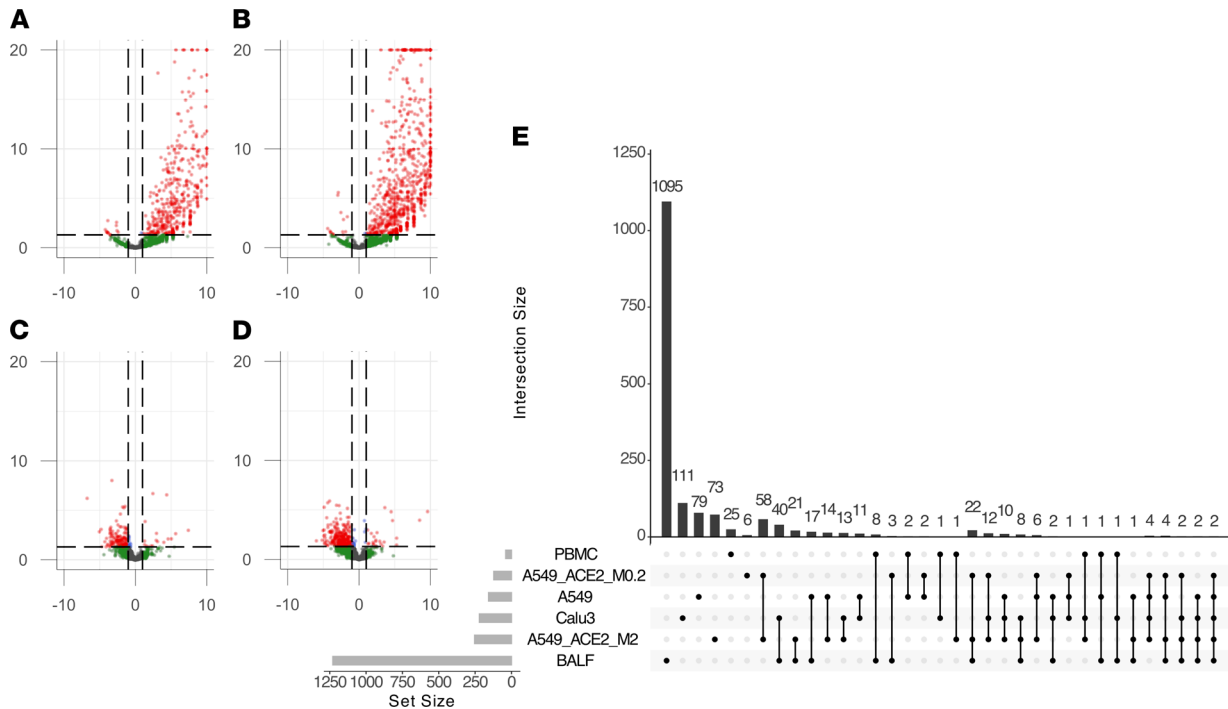 A
B
20
10
0
-10 0 10
20
10
0
-10 0 10
C
D
20
10
0
-10 0 10
20
10
0
-10 0 10
E
Intersection Size
1250
1000
750
500
250
0
1095 111 79 73 25 6 58 40 21 17 14 13 11 8 3 2 2 1 1 22 12 10 8 6 2 1 1 1 1 1 4 4 2 2 2
PBMC
A549_ACE2_M0.2
A549
Calu3
A549_ACE2_M2
BALF
1250 1000 750 500 250 0
Set Size